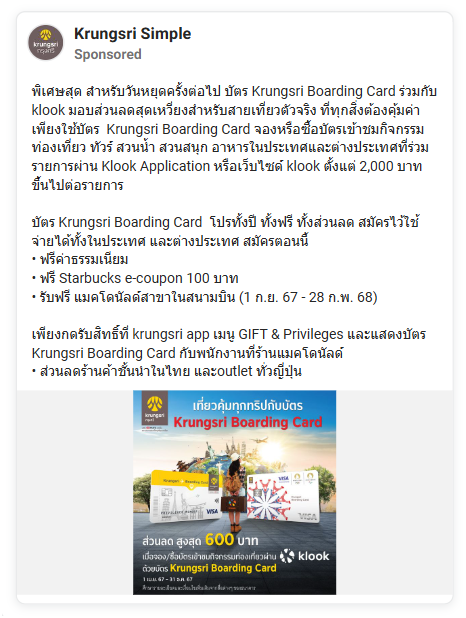 Krungsri Simple
Sponsored
พิเศษสุด สำหรับวันหยุดครั้งต่อไป บัตร Krungsri Boarding Card ร่วมกับ
klook มอบส่วนลดสุดเหวี่ยงสำหรับสายเที่ยวตัวจริง ที่ทุกสิ่งต้องคุ้มค่า
เพียงใช้บัตร Krungsri Boarding Card จองหรือซื้อบัตรเข้าชมกิจกรรม
ท่องเที่ยว ทัวร์ สวนน้ำ สวนสนุก อาหารในประเทศและต่างประเทศที่ร่วม
รายการผ่าน Klook Application หรือเว็บไซต์ klook ตั้งแต่ 2,000 บาท
ขึ้นไปต่อรายการ
บัตร Krungsri Boarding Card โปรทั้งปี ทั้งฟรี ทั้งส่วนลด สมัครไว้ใช้
จ่ายได้ทั้งในประเทศ และต่างประเทศ สมัครตอนนี้
• ฟรีค่าธรรมเนียม
• ฟรี Starbucks e-coupon 100 บาท
• รับฟรี แมคโดนัลด์สาขาในสนามบิน (1 ก.ย. 67 - 28 ก.พ. 68)
เพียงกดรับสิทธิ์ที่ krungsri app เมนู GIFT & Privileges และแสดงบัตร
Krungsri Boarding Card กับพนักงานที่ร้านแมคโดนัลด์
• ส่วนลดร้านค้าชั้นนำในไทย และoutlet ทั่วญี่ปุ่น
krungsri
กรุงศรี
เที่ยวคุ้มทุกทริปกับบัตร
Krungsri Boarding Card
VISA
VISA
ส่วนลด สูงสุด 600 บาท
เมื่อจอง/ซื้อบัตรเข้าชมกิจกรรมท่องเที่ยวผ่าน klook
ด้วยบัตร Krungsri Boarding Card
1 เม.ย. 67 - 31 ธ.ค. 67